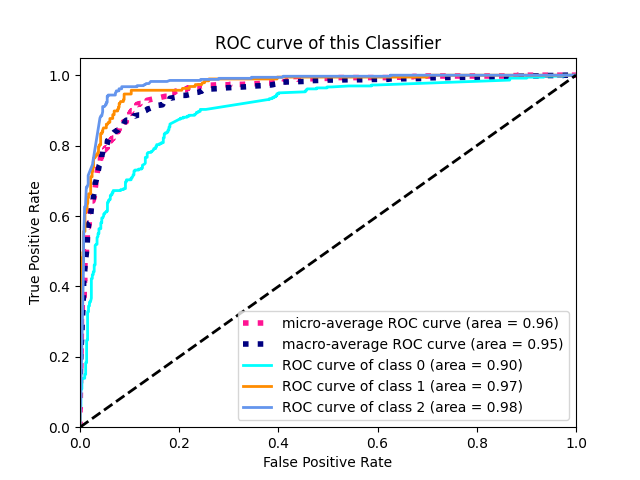 ROC curve of this Classifier
True Positive Rate
1.0
0.8
0.6
0.4
0.2
0.0
micro-average ROC curve (area = 0.96)
macro-average ROC curve (area = 0.95)
ROC curve of class 0 (area = 0.90)
ROC curve of class 1 (area = 0.97)
ROC curve of class 2 (area = 0.98)
0.0 0.2 0.4 0.6 0.8 1.0
False Positive Rate